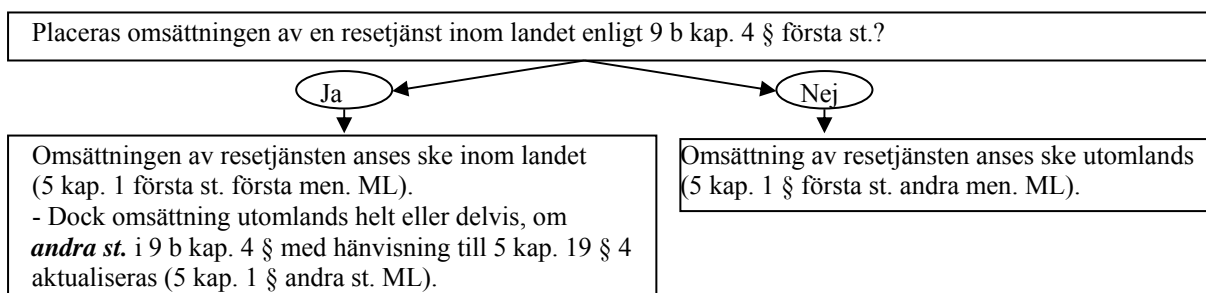 Placeras omsättningen av en resetjänst inom landet enligt 9 b kap. 4 § första st.?
Ja
Nej
Omsättningen av resetjänsten anses ske inom landet
(5 kap. 1 första st. första men. ML).
- Dock omsättning utomlands helt eller delvis, om
andra st. i 9 b kap. 4 § med hänvisning till 5 kap. 19 § 4
aktualiseras (5 kap. 1 § andra st. ML).
Omsättning av resetjänsten anses ske utomlands
(5 kap. 1 § första st. andra men. ML).